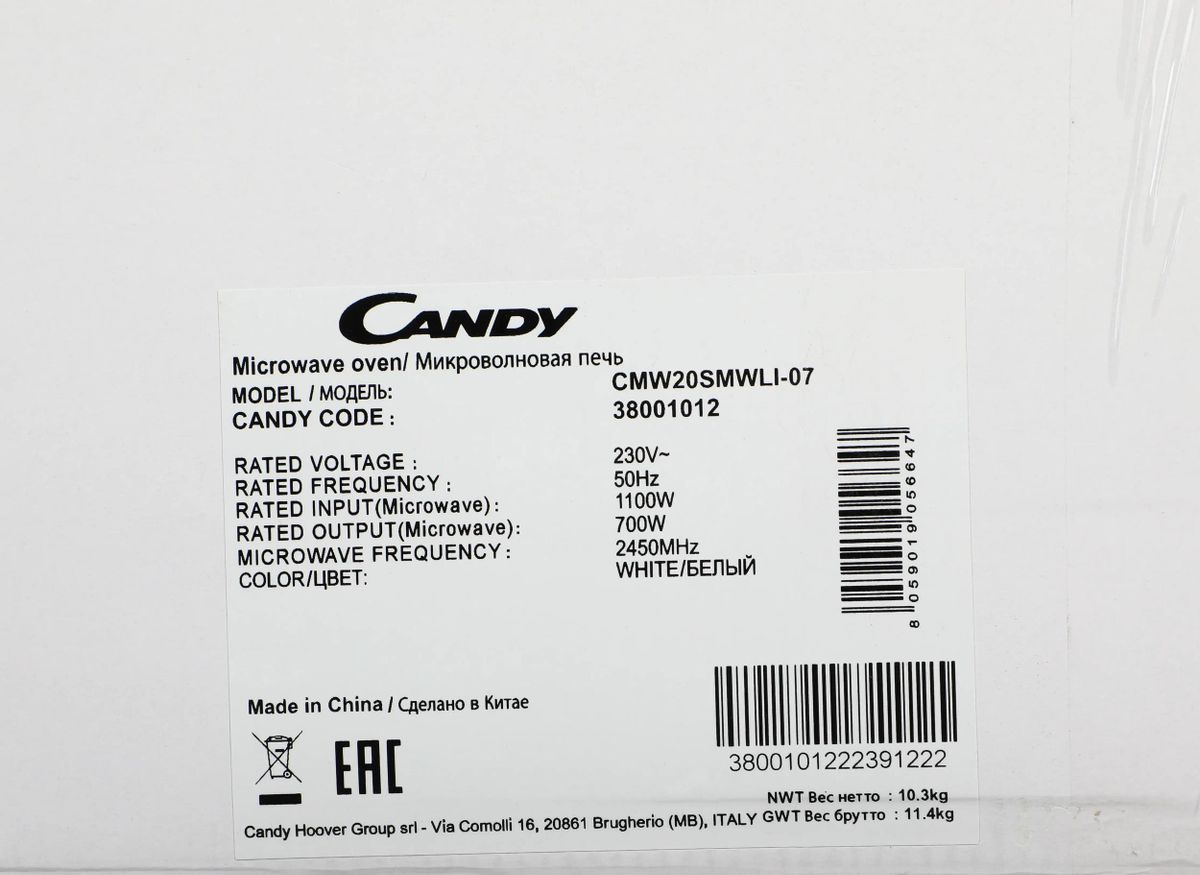 CANDY
Microwave oven/ Микроволновая печь
MODEL / МОДЕЛЬ: CMW20SMWLI-07
CANDY CODE : 38001012
RATED VOLTAGE : 230V~
RATED FREQUENCY : 50Hz
RATED INPUT(Microwave): 1100W
RATED OUTPUT(Microwave): 700W
MICROWAVE FREQUENCY: 2450MHz
COLOR/ЦВЕТ: WHITE/БЕЛЫЙ
8 059019 056647
Made in China / Сделано в Китае
EAC
3800101222391222
NWT Вес нетто : 10.3kg
Candy Hoover Group srl - Via Comolli 16, 20861 Brugherio (MB), ITALY GWT Вес брутто : 11.4kg